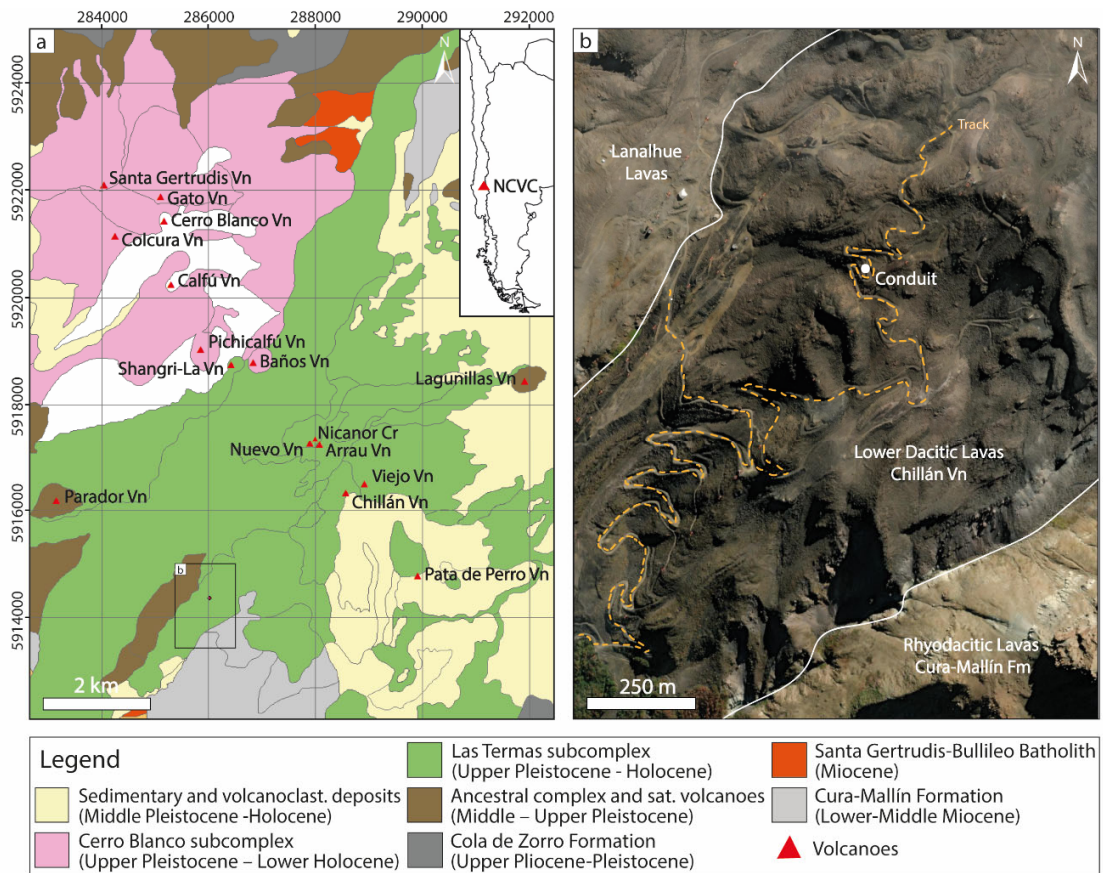 284000
286000
288000
290000
292000
a
N
5924000
5922000
5920000
5918000
5916000
5914000
NCVC
Santa Gertrudis Vn
Gato Vn
Cerro Blanco Vn
Colcura Vn
Calfú Vn
Pichicalfú Vn
Shangri-La Vn
Baños Vn
Lagunillas Vn
Nicanor Cr
Nuevo Vn
Arrau Vn
Viejo Vn
Parador Vn
Chillán Vn
Pata de Perro Vn
b
2 km
b
N
Track
Lanalhue
Lavas
Conduit
Lower Dacitic Lavas
Chillán Vn
Rhyodacitic Lavas
Cura-Mallín Fm
250 m
Legend
Sedimentary and volcanoclast. deposits
(Middle Pleistocene -Holocene)
Cerro Blanco subcomplex
(Upper Pleistocene – Lower Holocene)
Las Termas subcomplex
(Upper Pleistocene - Holocene)
Ancestral complex and sat. volcanoes
(Middle – Upper Pleistocene)
Cola de Zorro Formation
(Upper Pliocene-Pleistocene)
Santa Gertrudis-Bullileo Batholith
(Miocene)
Cura-Mallín Formation
(Lower-Middle Miocene)
Volcanoes